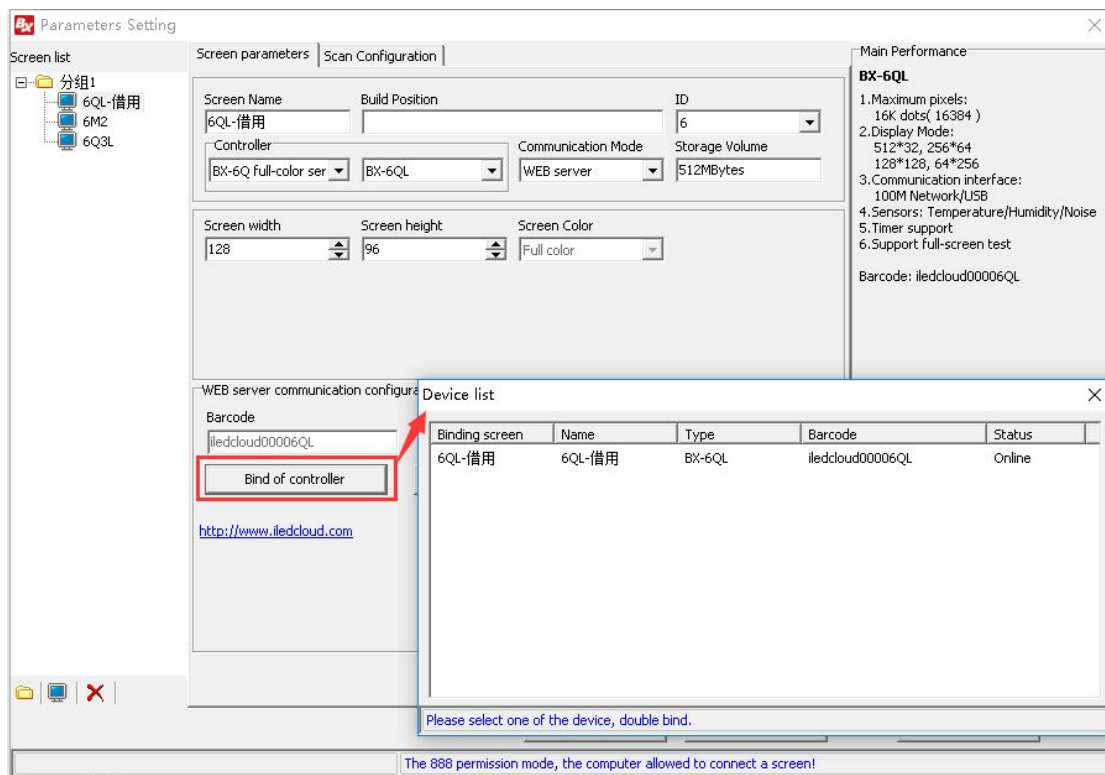 BX Parameters Setting
Screen list
分组1
6QL-借用
6M2
6Q3L
Screen parameters
Scan Configuration
Screen Name
Build Position
ID
6QL-借用
6
Controller
Communication Mode
Storage Volume
BX-6Q full-color ser
BX-6QL
WEB server
512MBytes
Screen width
Screen height
Screen Color
128
96
Full color
Main Performance
BX-6QL
1.Maximum pixels:
16K dots( 16384 )
2.Display Mode:
512*32, 256*64
128*128, 64*256
3.Communication interface:
100M Network/USB
4.Sensors: Temperature/Humidity/Noise
5.Timer support
6.Support full-screen test
Barcode: iledcloud00006QL
WEB server communication configura
Barcode
iledcloud00006QL
Bind of controller
http://www.iledcloud.com
Device list
Binding screen Name Type Barcode Status
6QL-借用 6QL-借用 BX-6QL iledcloud00006QL Online
Please select one of the device, double bind.
The 888 permission mode, the computer allowed to connect a screen!